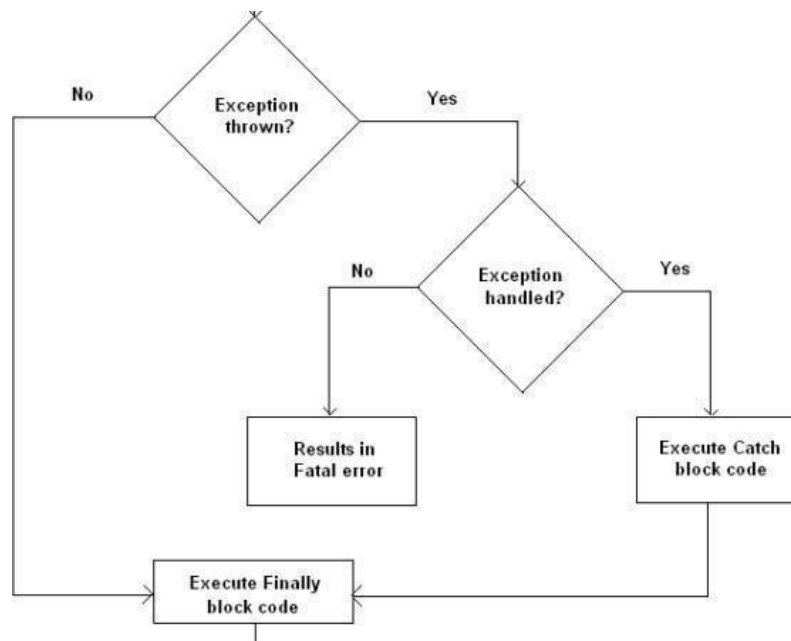 No
Exception
thrown?
Yes
No
Exception
handled?
Yes
Results in
Fatal error
Execute Catch
block code
Execute Finally
block code